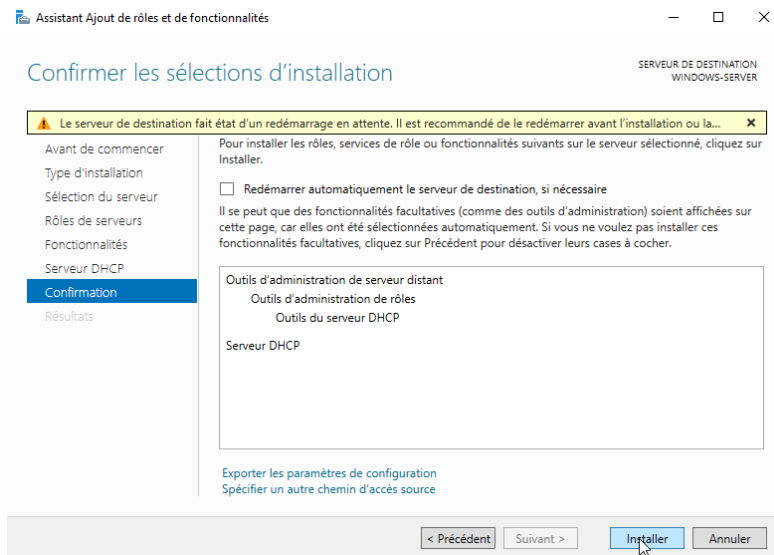 Assistant Ajout de rôles et de fonctionnalités
Confirmer les sélections d'installation
SERVEUR DE DESTINATION
WINDOWS-SERVER
Le serveur de destination fait état d'un redémarrage en attente. Il est recommandé de le redémarrer avant l'installation ou la...
Avant de commencer
Type d'installation
Sélection du serveur
Rôles de serveurs
Fonctionnalités
Serveur DHCP
Confirmation
Résultats
Pour installer les rôles, services de rôle ou fonctionnalités suivants sur le serveur sélectionné, cliquez sur
Installer.
Redémarrer automatiquement le serveur de destination, si nécessaire
Il se peut que des fonctionnalités facultatives (comme des outils d'administration) soient affichées sur
cette page, car elles ont été sélectionnées automatiquement. Si vous ne voulez pas installer ces
fonctionnalités facultatives, cliquez sur Précédent pour désactiver leurs cases à cocher.
Outils d'administration de serveur distant
Outils d'administration de rôles
Outils du serveur DHCP
Serveur DHCP
Exporter les paramètres de configuration
Spécifier un autre chemin d'accès source
< Précédent
Suivant >
Installer
Annuler